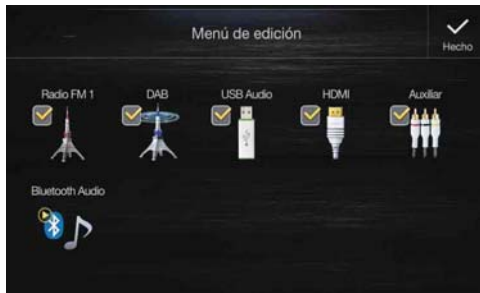 Menú de edición
Hecho
Radio FM 1
DAB
USB Audio
HDMI
Auxiliar
Bluetooth Audio